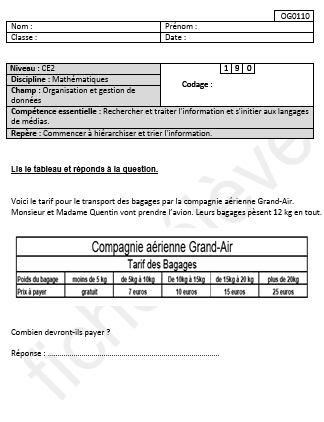 OG0110
Nom : Prénom :
Classe : Date :
Niveau : CE2 1 9 0
Discipline : Mathématiques
Codage :
Champ : Organisation et gestion de
données
Compétence essentielle : Rechercher et traiter l'information et s'initier aux langages
de médias.
Repère : Commencer à hiérarchiser et trier l'information.
Lis le tableau et réponds à la question.
Voici le tarif pour le transport des bagages par la compagnie aérienne Grand-Air.
Monsieur et Madame Quentin vont prendre l'avion. Leurs bagages pèsent 12 kg en tout.
Compagnie aérienne Grand-Air
Tarif des Bagages
Poids du bagage moins de 5 kg de 5kg à 10kg De 10kg à 15kg de 15kg à 20 kg plus de 20kg
Prix à payer gratuit 7 euros 10 euros 15 euros 25 euros
Combien devront-ils payer ?
Réponse : ................................................................
fiche élève